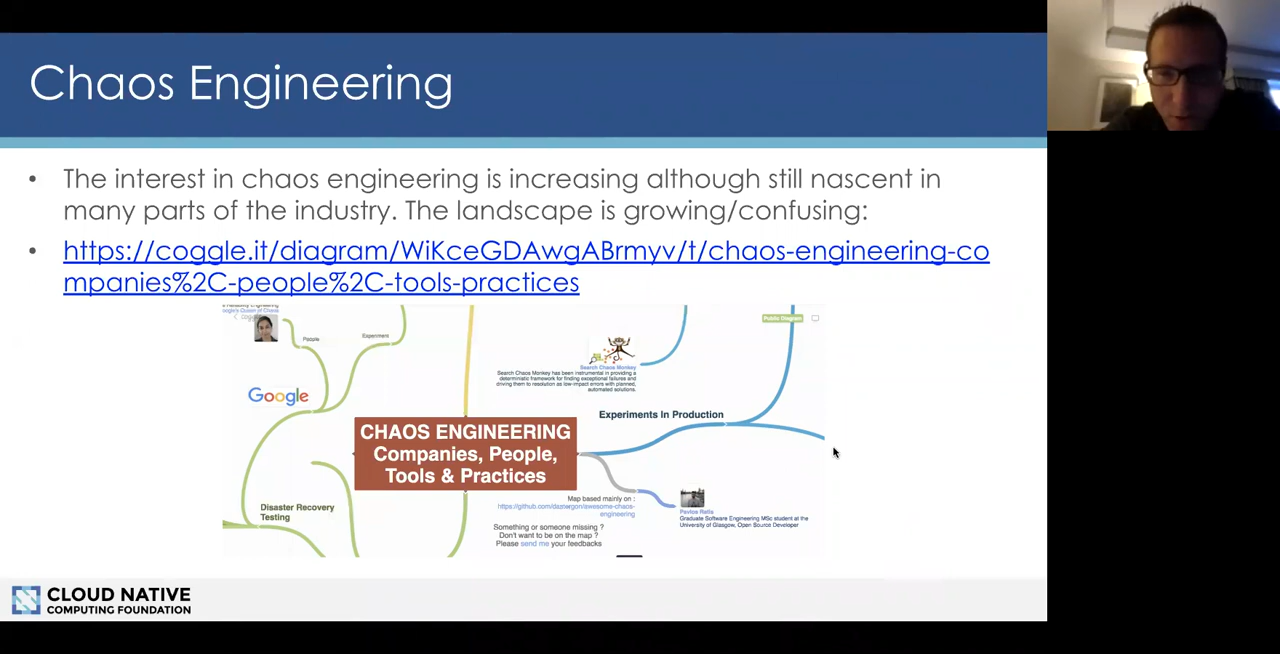 Chaos Engineering
• The interest in chaos engineering is increasing although still nascent in
many parts of the industry. The landscape is growing/confusing:
• https://coggle.it/diagram/WiKceGDAwgABrmyv/t/chaos-engineering-co
mpanies%2C-people%2C-tools-practices
People
Experiment
Google
Disaster Recovery
Testing
CHAOS ENGINEERING
Companies, People,
Tools & Practices
Search Chaos Monkey
Search Chaos Monkey has been instrumental in providing a
deterministic framework for finding exceptional failures and
driving them to resolution as low-impact errors with planned,
automated solutions.
Public Diagram
Experiments In Production
Map based mainly on :
engineering
Something or someone missing ?
Don't want to be on the map ?
Please send me your feedbacks
Pavlos Ratis
Graduate Software Engineering MSc student at the
University of Glasgow, Open Source Developer
CLOUD NATIVE
COMPUTING FOUNDATION